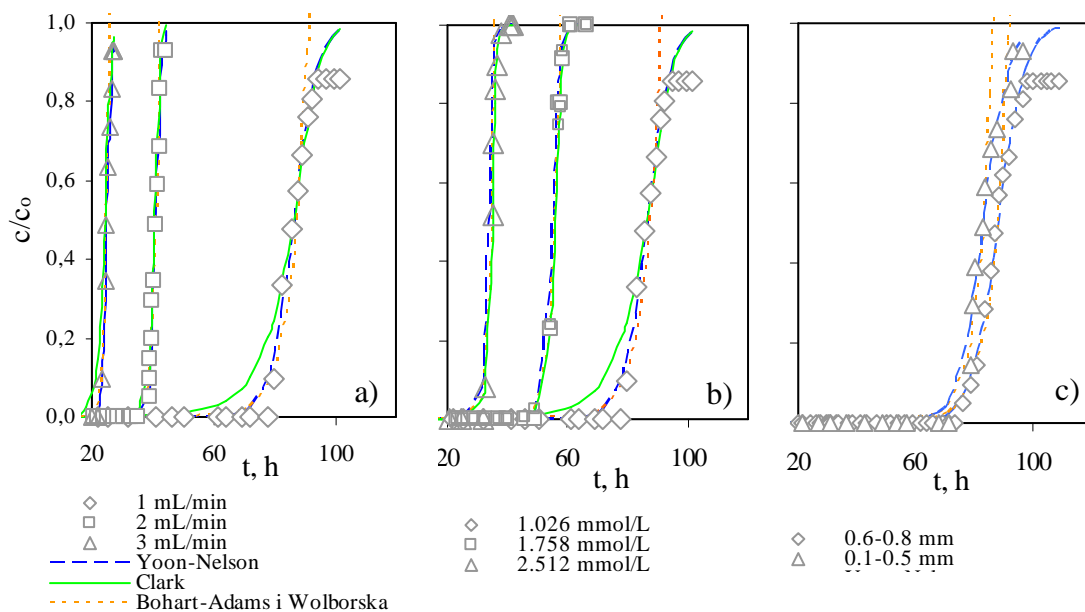 c/c₀
1,0
0,8
0,6
0,4
0,2
0,0
a)
20 60 100
t, h
1 mL/min
2 mL/min
3 mL/min
Yoon-Nelson
Clark
Bohart-Adams i Wolborska
b)
20 60 100
t, h
1.026 mmol/L
1.758 mmol/L
2.512 mmol/L
c)
20 60 100
t, h
0.6-0.8 mm
0.1-0.5 mm